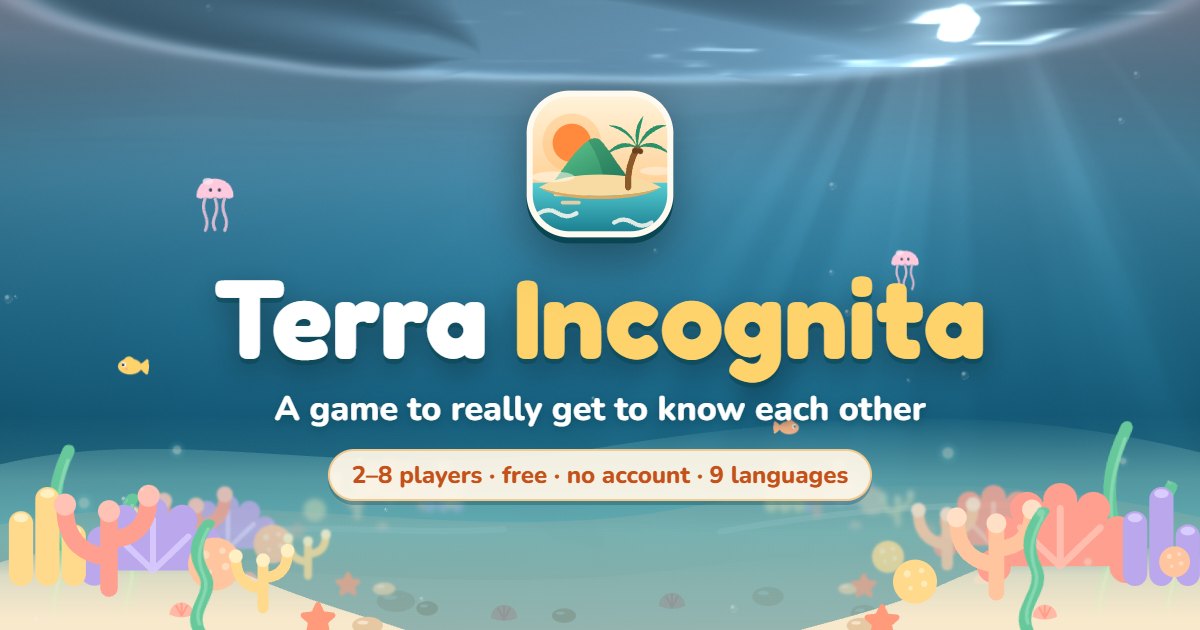 Terra Incognita
A game to really get to know each other
2–8 players · free · no account · 9 languages